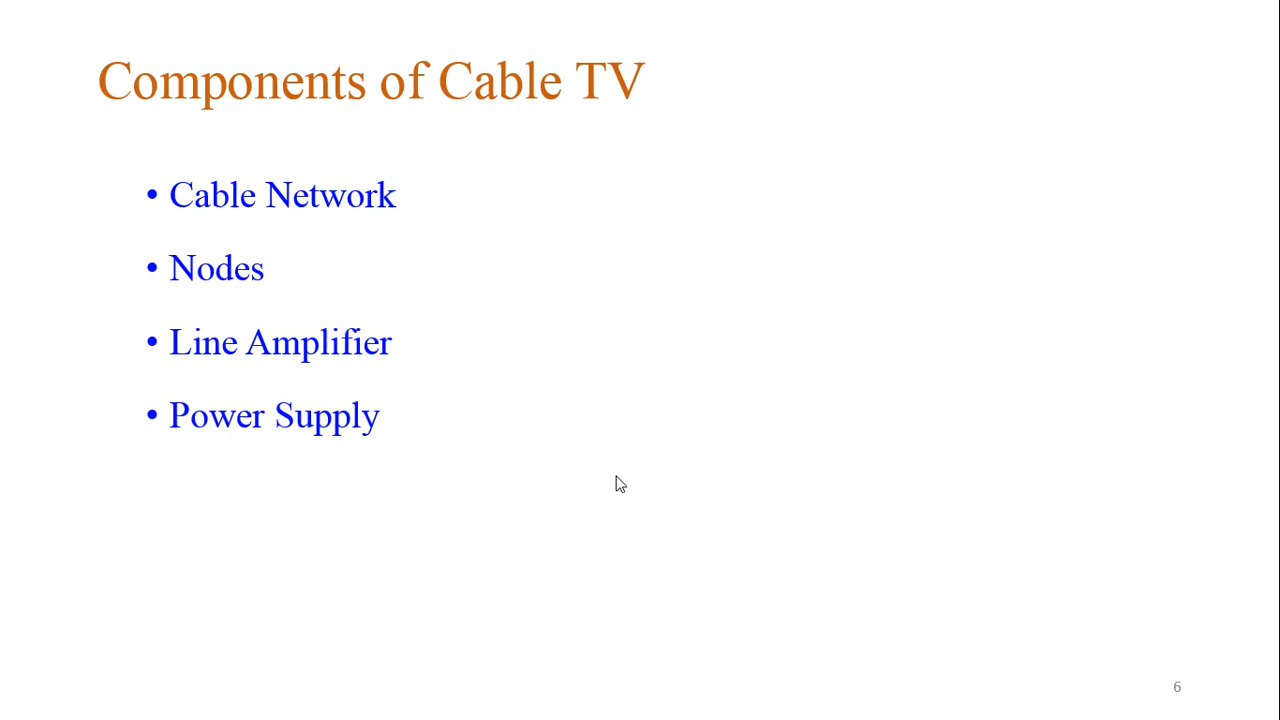 Components of Cable TV
• Cable Network
• Nodes
• Line Amplifier
• Power Supply
6